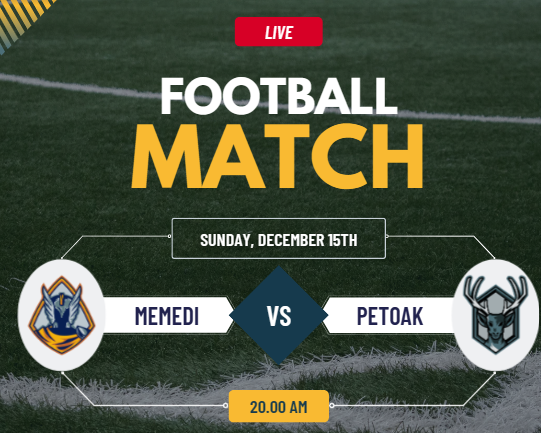 LIVE
FOOTBALL
MATCH
SUNDAY, DECEMBER 15TH
MEMEDI VS PETOAK
20.00 AM